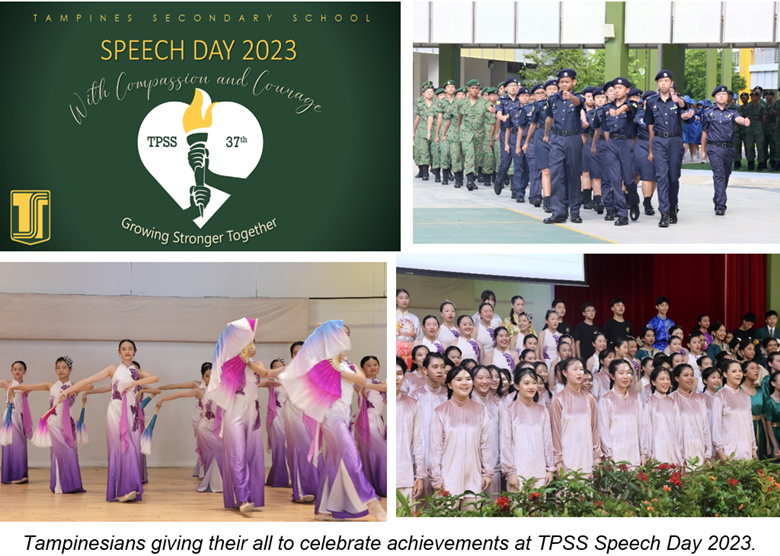 TAMPINES SECONDARY SCHOOL
SPEECH DAY 2023
With Compassion and Courage
TPSS 37th
Growing Stronger Together
TS
Tampinesians giving their all to celebrate achievements at TPSS Speech Day 2023.